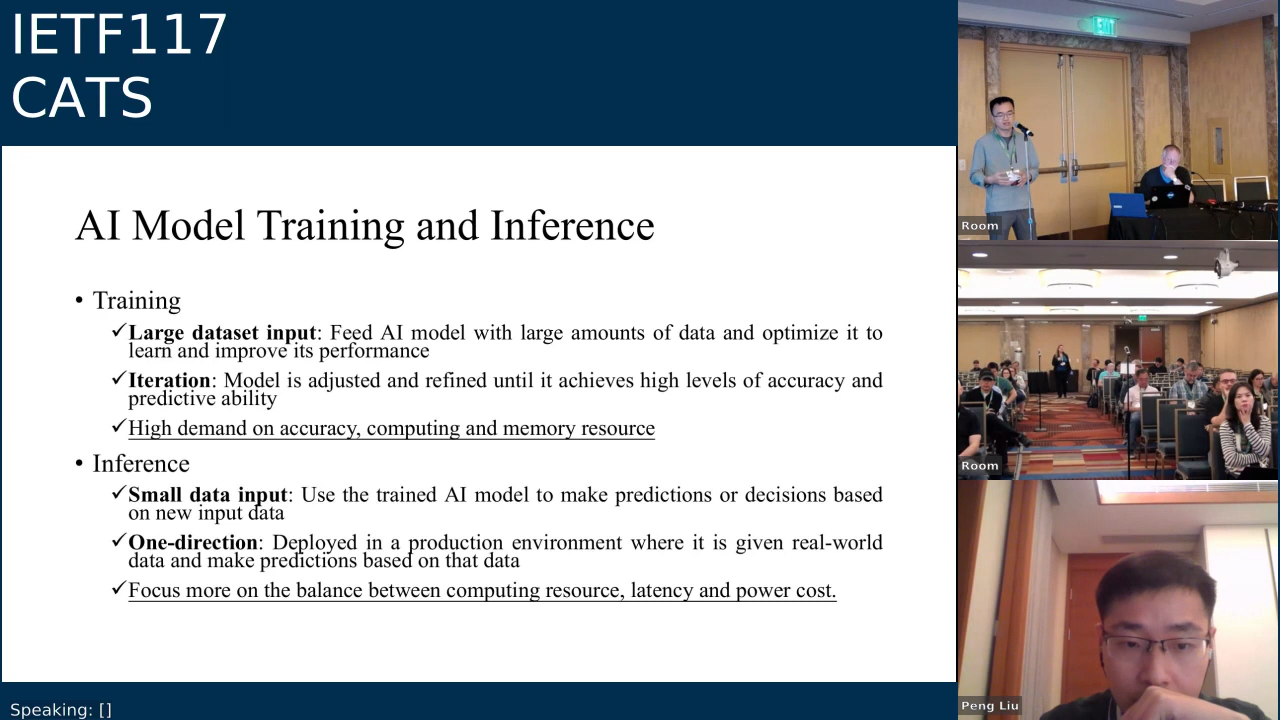 IETF117
CATS
AI Model Training and Inference
• Training
✓Large dataset input: Feed AI model with large amounts of data and optimize it to
learn and improve its performance
✓Iteration: Model is adjusted and refined until it achieves high levels of accuracy and
predictive ability
✓High demand on accuracy, computing and memory resource
• Inference
✓Small data input: Use the trained AI model to make predictions or decisions based
on new input data
✓One-direction: Deployed in a production environment where it is given real-world
data and make predictions based on that data
✓Focus more on the balance between computing resource, latency and power cost.
Speaking: []
EXIT
Room
Room
Peng Liu